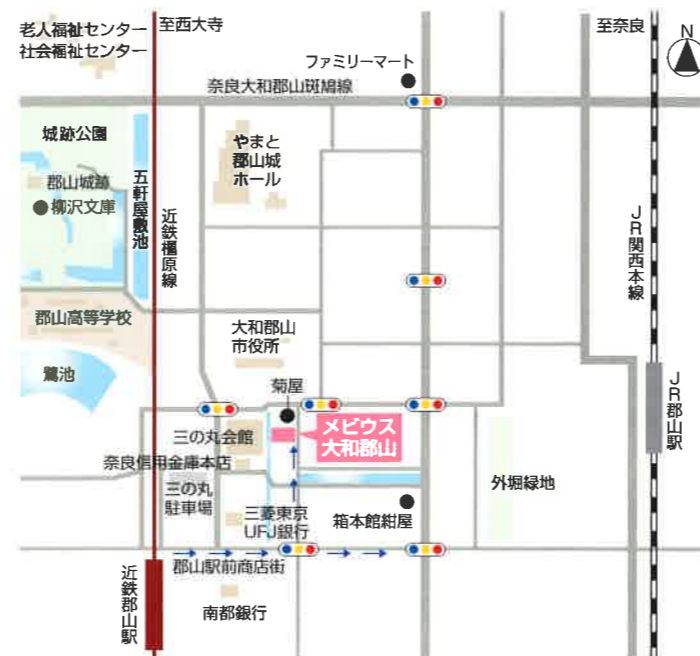 老人福祉センター
社会福祉センター
至西大寺
至奈良
N
ファミリーマート
奈良大和郡山斑鳩線
城跡公園
やまと
郡山城
ホール
郡山城跡
柳沢文庫
五軒屋敷池
近鉄橿原線
JR関西本線
郡山高等学校
大和郡山
市役所
鷺池
菊屋
JR郡山駅
三の丸会館
メビウス
大和郡山
奈良信用金庫本店
三の丸
駐車場
外堀緑地
三菱東京
UFJ銀行
箱本館紺屋
郡山駅前商店街
近鉄郡山駅
南都銀行